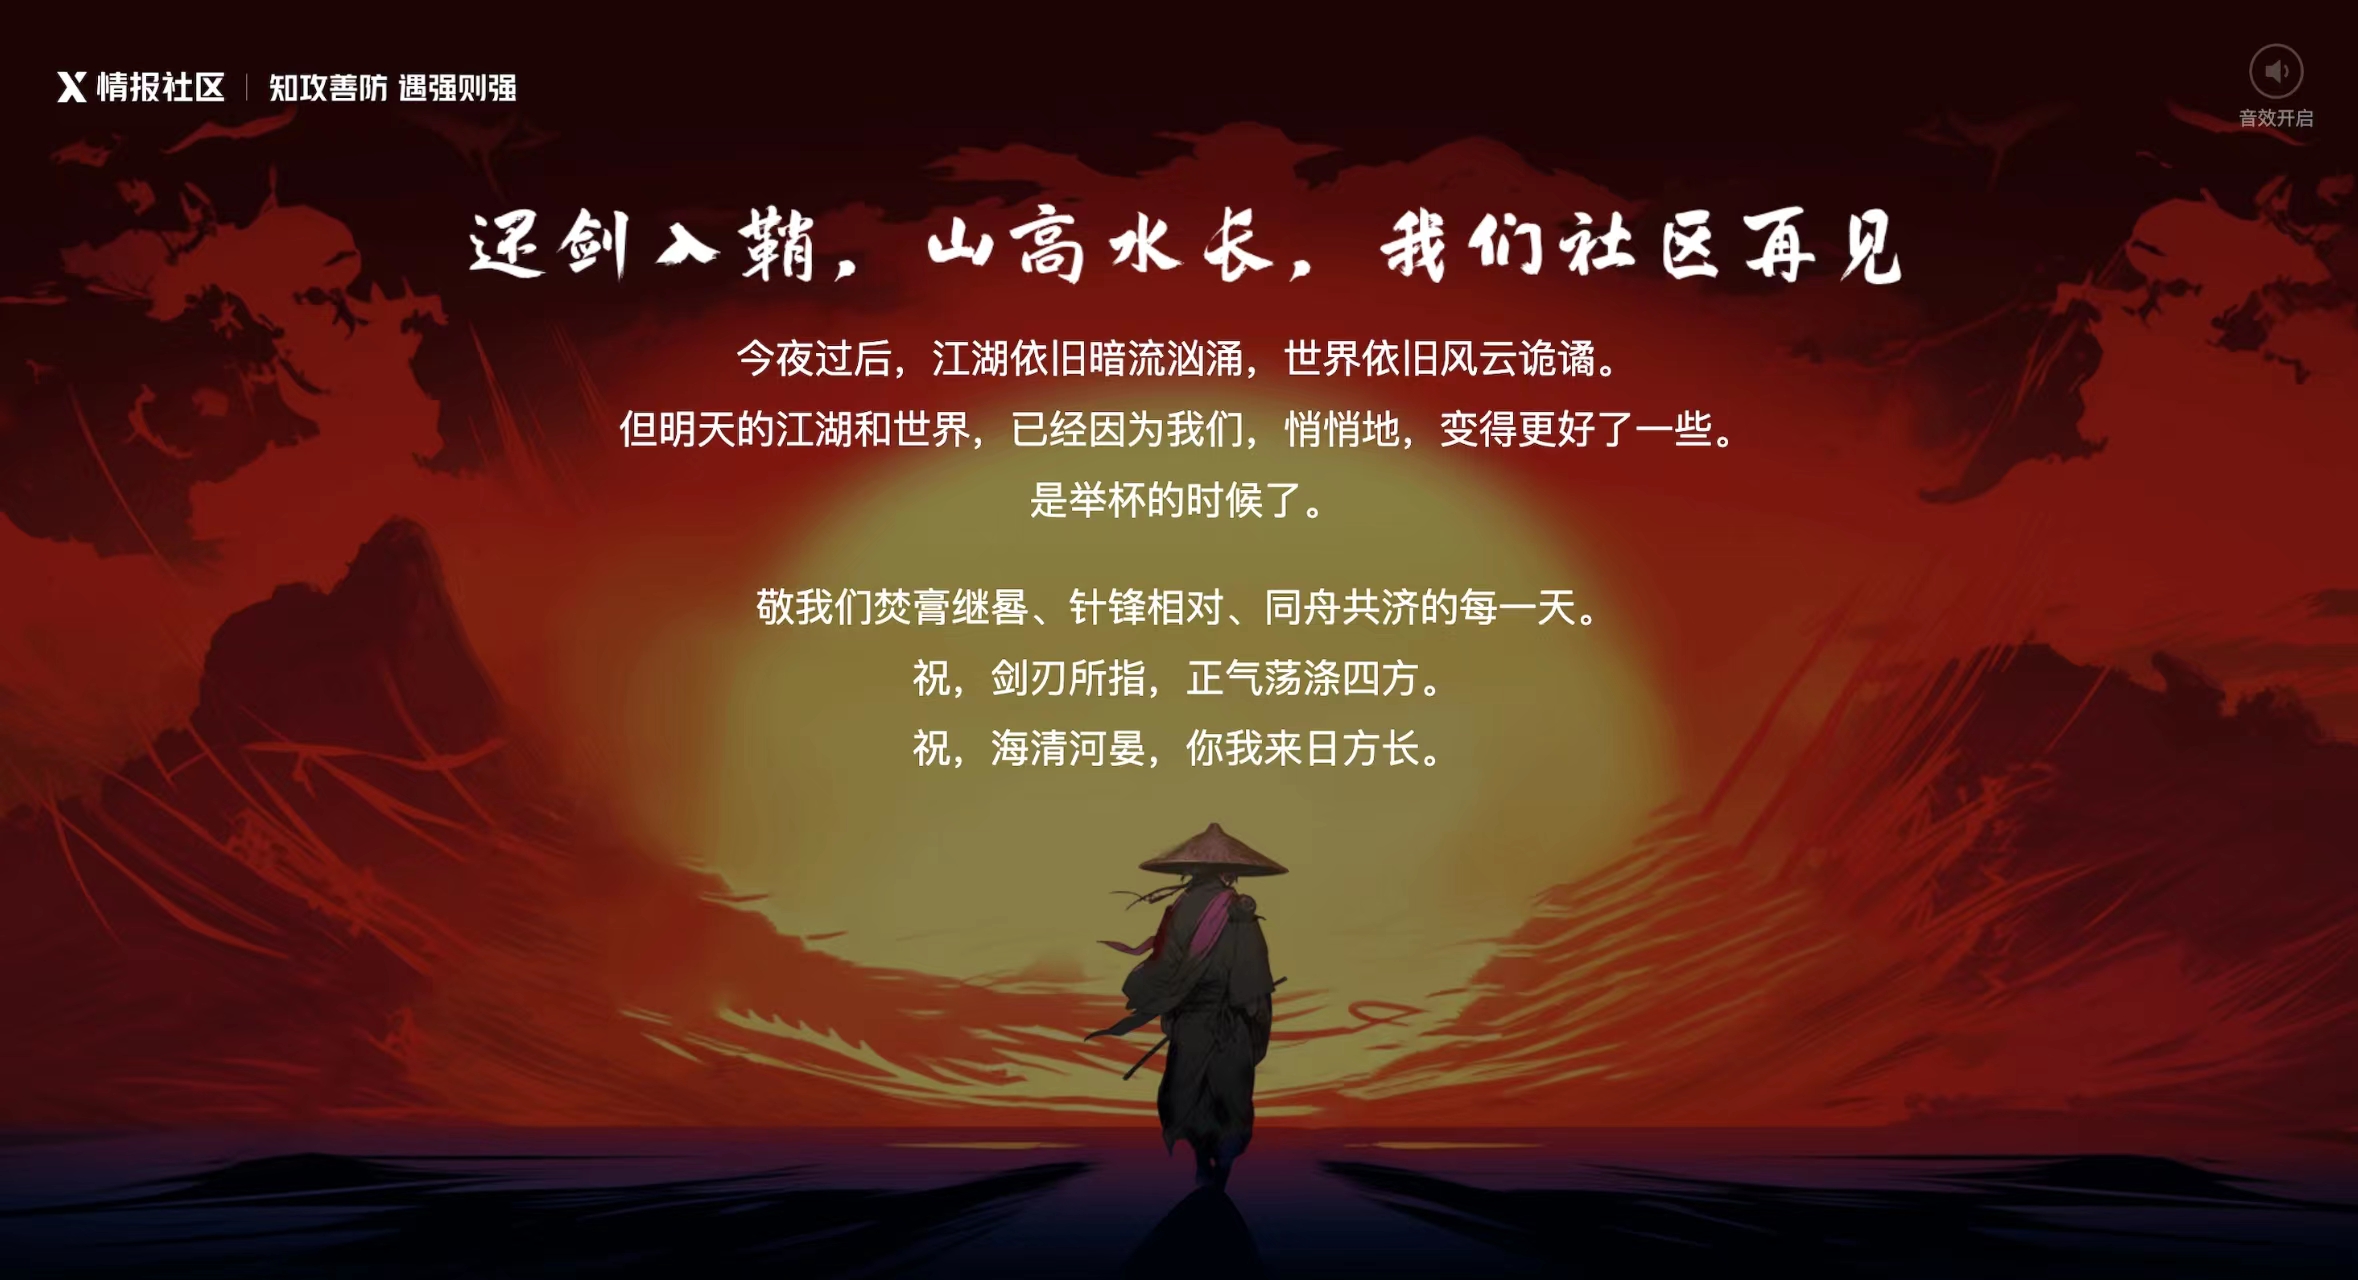 X 情报社区 | 知攻善防 遇强则强
音效开启
还剑入鞘，山高水长，我们社区再见
今夜过后，江湖依旧暗流汹涌，世界依旧风云诡谲。
但明天的江湖和世界，已经因为我们，悄悄地，变得更好了一些。
是举杯的时候了。
敬我们焚膏继晷、针锋相对、同舟共济的每一天。
祝，剑刃所指，正气荡涤四方。
祝，海清河晏，你我来日方长。